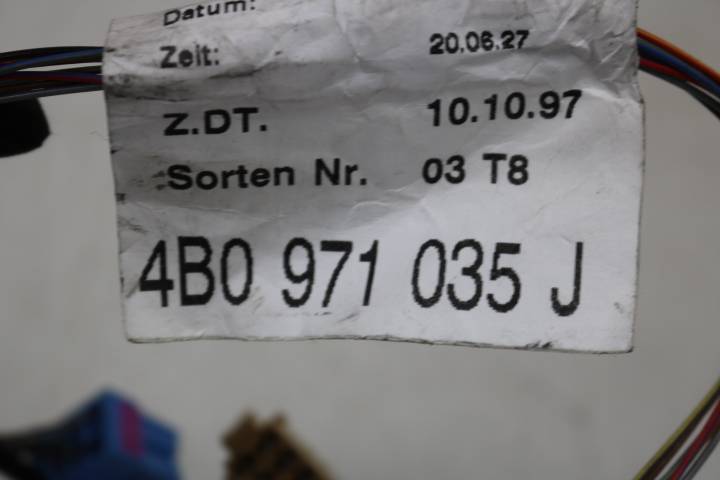 Datum:
Zeit: 20.06.27
Z.DT. 10.10.97
Sorten Nr. 03 T8
4B0 971 035 J